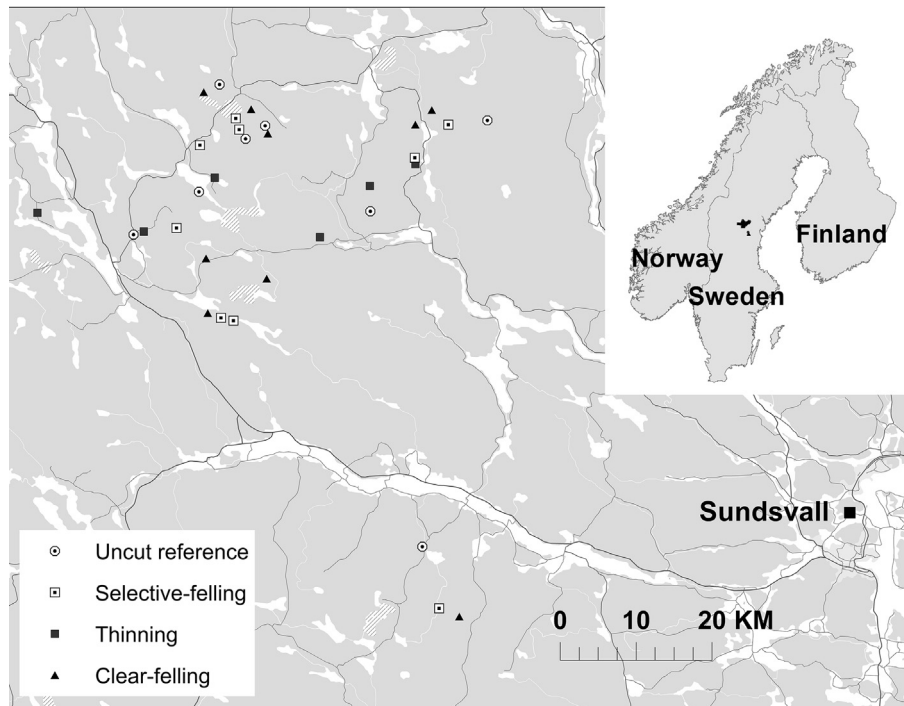 Norway
Finland
Sweden
Sundsvall
Uncut reference
Selective-felling
Thinning
Clear-felling
0 10 20 KM